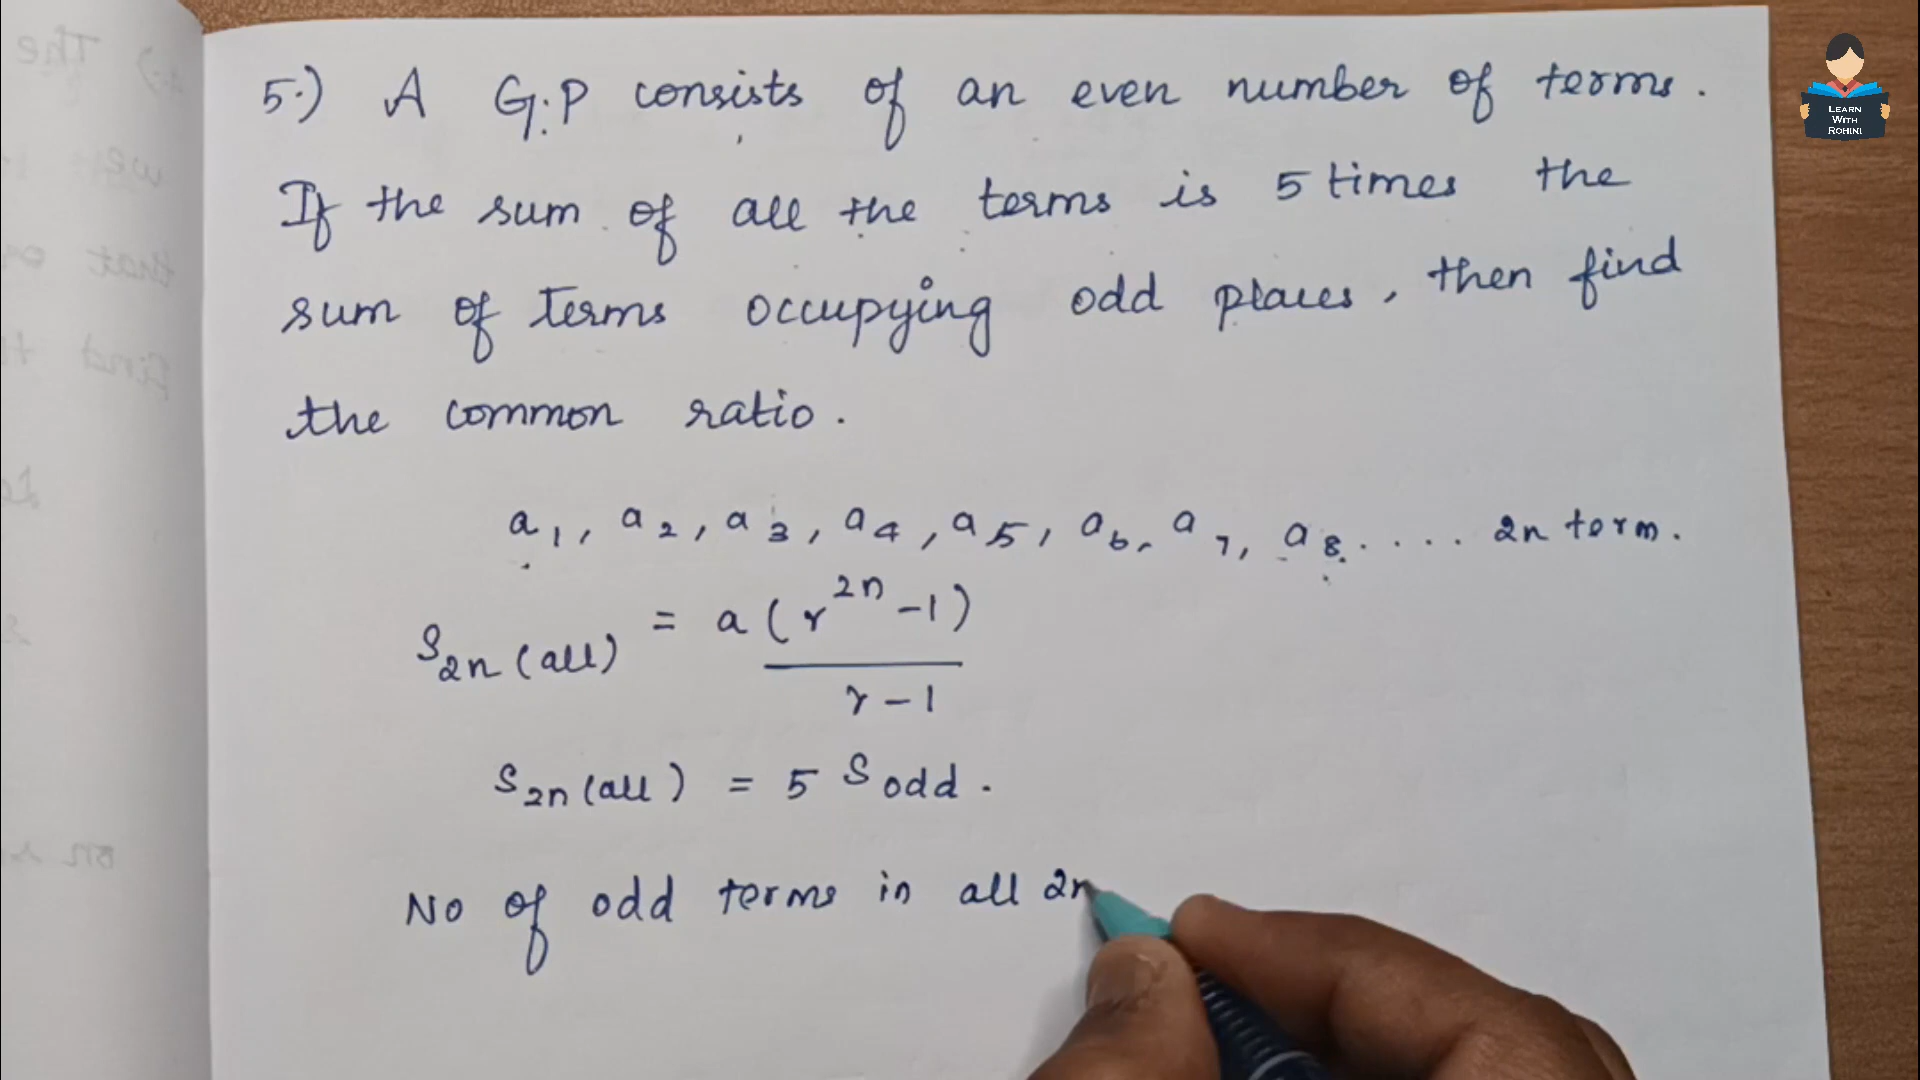 5.) A G.P consists of an even number of terms.
If the sum of all the terms is 5 times the
sum of terms occupying odd places, then find
the common ratio.
a1, a2, a3, a4, a5, a6, a7, a8..... 2n term.
S2n(all) = a(r^2n -1)
r-1
S2n(all) = 5 Sodd.
No of odd terms in all 2n
LEARN
WITH
ROHINI